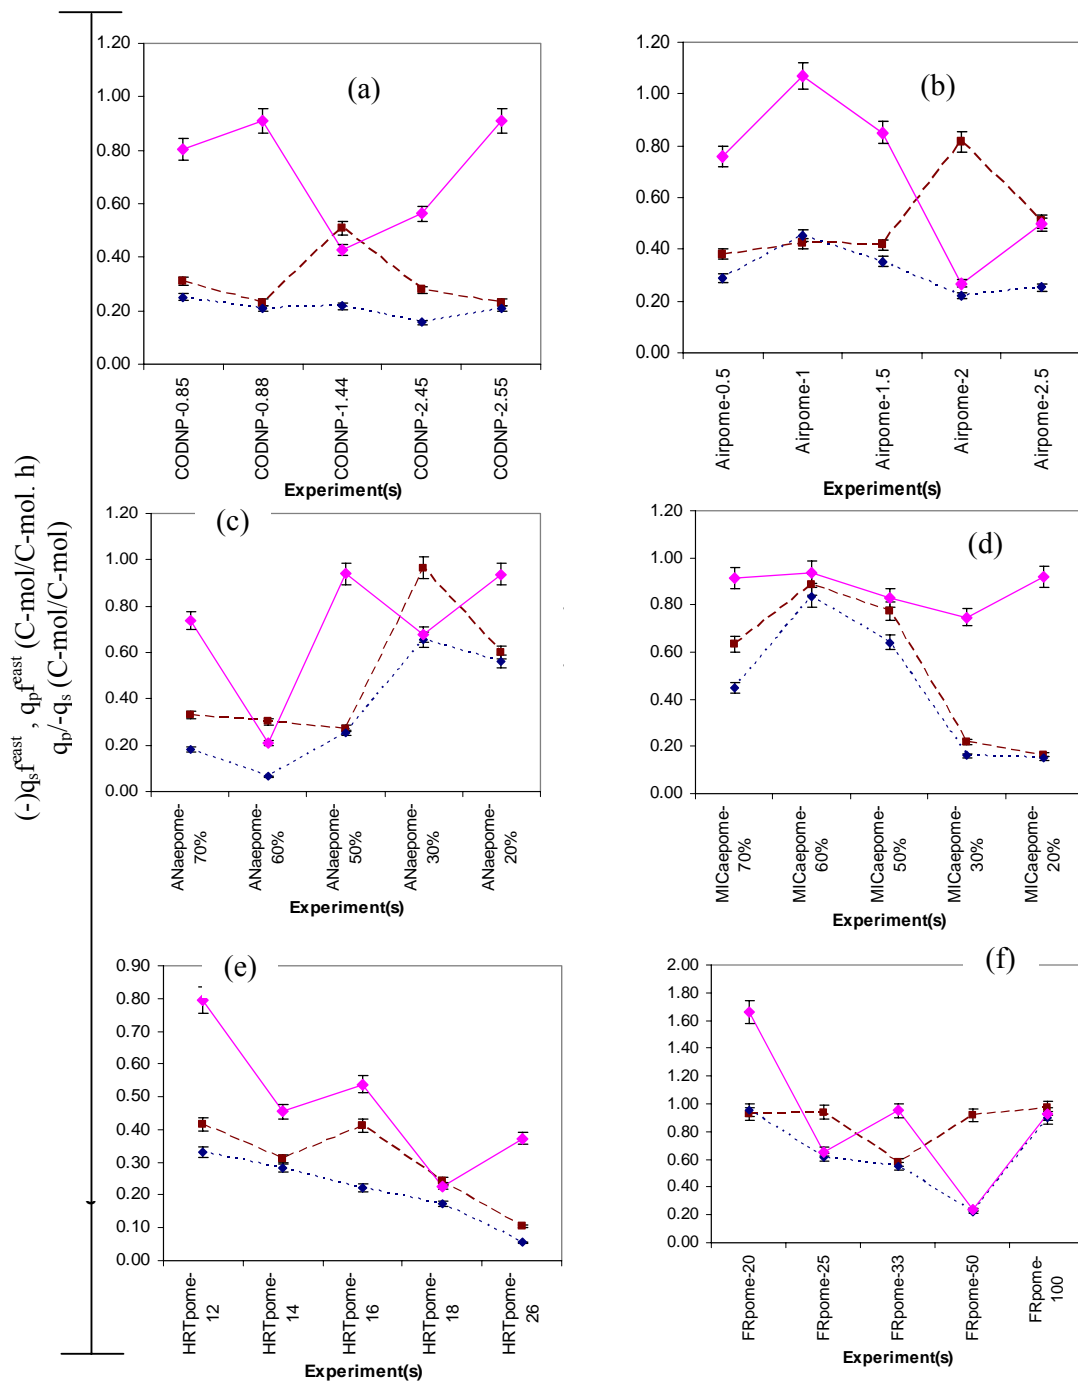 (-)qsfᵉᵃˢᵗ , qpfᵉᵃˢᵗ (C-mol/C-mol. h)
qp/-qs (C-mol/C-mol)
(a)
1.20
1.00
0.80
0.60
0.40
0.20
0.00
CODNP-0.85
CODNP-0.88
CODNP-1.44
CODNP-2.45
CODNP-2.55
Experiment(s)
(b)
1.20
1.00
0.80
0.60
0.40
0.20
0.00
Airpome-0.5
Airpome-1
Airpome-1.5
Airpome-2
Airpome-2.5
Experiment(s)
(c)
1.20
1.00
0.80
0.60
0.40
0.20
0.00
ANaepome-
70%
ANaepome-
60%
ANaepome-
50%
ANaepome-
30%
ANaepome-
20%
Experiment(s)
(d)
1.20
1.00
0.80
0.60
0.40
0.20
0.00
MICaepome-
70%
MICaepome-
60%
MICaepome-
50%
MICaepome-
30%
MICaepome-
20%
Experiment(s)
(e)
0.90
0.80
0.70
0.60
0.50
0.40
0.30
0.20
0.10
0.00
HRTpome-
12
HRTpome-
14
HRTpome-
16
HRTpome-
18
HRTpome-
26
Experiment(s)
(f)
2.00
1.80
1.60
1.40
1.20
1.00
0.80
0.60
0.40
0.20
0.00
FRpome-20
FRpome-25
FRpome-33
FRpome-50
FRpome-
100
Experiment(s)